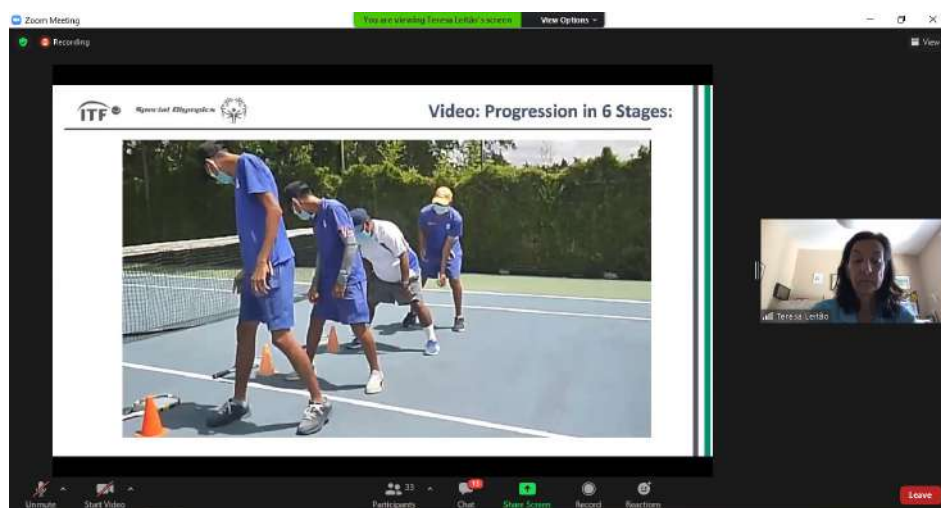 Zoom Meeting
You are viewing Teresa Leitão's screen
View Options
Recording
View
ITF
Special Olympics
Video: Progression in 6 Stages:
Teresa Leitão
Unmute
Start Video
33
Participants
Chat
Share Screen
Record
Reactions
Leave